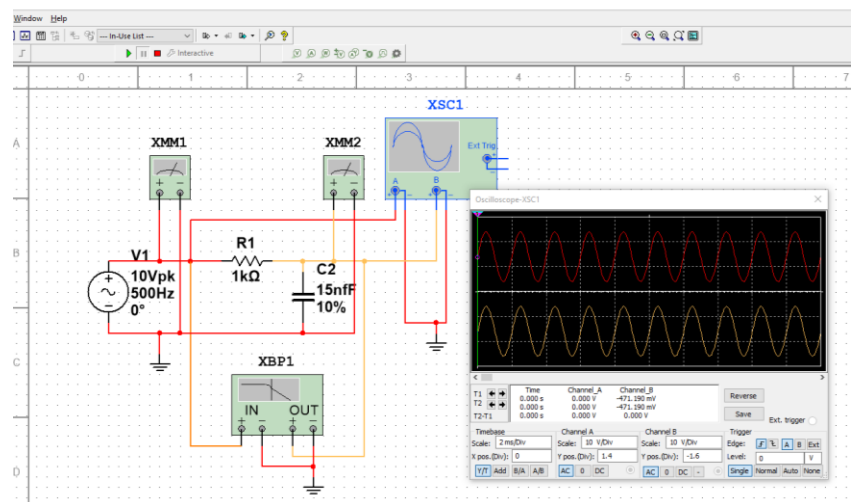 Window Help
--- In-Use List ---
Interactive
0 1 2 3 4 5 6 7
A
B
C
D
XSC1
XMM1
XMM2
Ext Trig
A B
V1
10Vpk
500Hz
0°
R1
1kΩ
C2
15nfF
10%
XBP1
IN OUT
Oscilloscope-XSC1
Time Channel_A Channel_B
T1 0.000 s 0.000 V -471.190 mV
T2 0.000 s 0.000 V -471.190 mV
T2-T1 0.000 s 0.000 V 0.000 V
Reverse
Save
Ext. trigger
Timebase
Scale: 2 ms/Div
X pos.(Div): 0
Y/T Add B/A A/B
Channel A
Scale: 10 V/Div
Y pos.(Div): 1.4
AC 0 DC
Channel B
Scale: 10 V/Div
Y pos.(Div): -1.6
AC 0 DC -
Trigger
Edge: A B Ext
Level: 0 V
Single Normal Auto None